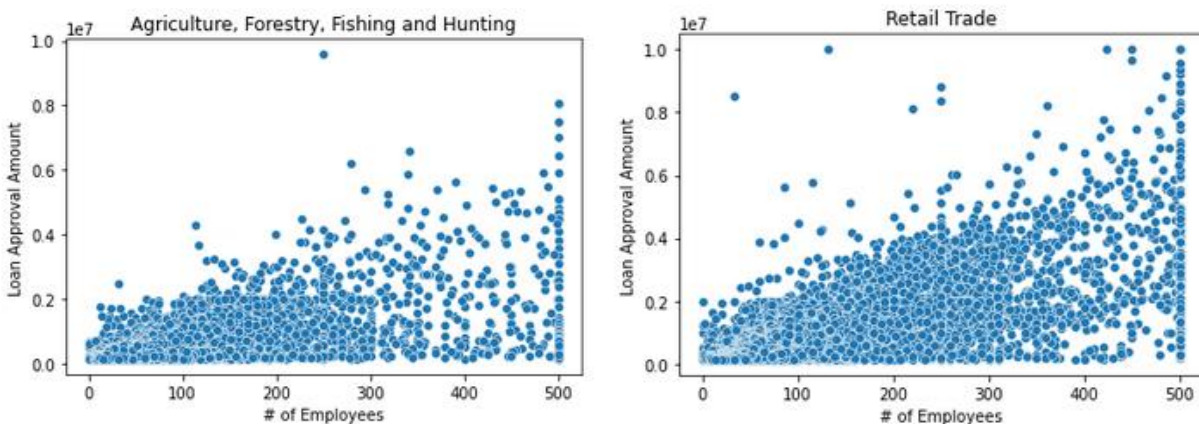 Agriculture, Forestry, Fishing and Hunting
1e7
1.0
0.8
0.6
0.4
0.2
0.0
Loan Approval Amount
0 100 200 300 400 500
# of Employees
Retail Trade
1e7
1.0
0.8
0.6
0.4
0.2
0.0
Loan Approval Amount
0 100 200 300 400 500
# of Employees